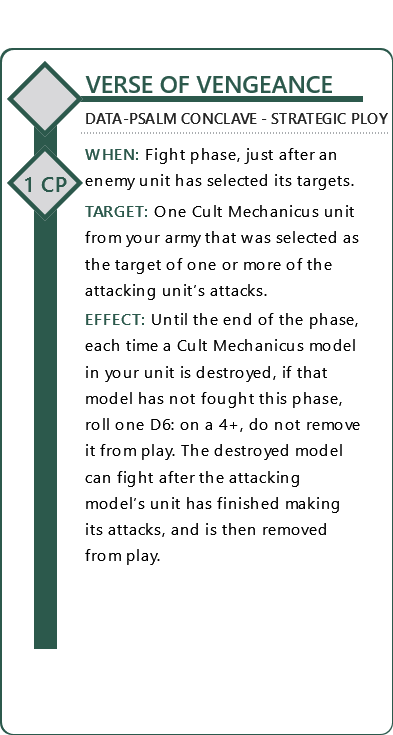 VERSE OF VENGEANCE
DATA-PSALM CONCLAVE - STRATEGIC PLOY
1 CP
WHEN: Fight phase, just after an
enemy unit has selected its targets.
TARGET: One Cult Mechanicus unit
from your army that was selected as
the target of one or more of the
attacking unit's attacks.
EFFECT: Until the end of the phase,
each time a Cult Mechanicus model
in your unit is destroyed, if that
model has not fought this phase,
roll one D6: on a 4+, do not remove
it from play. The destroyed model
can fight after the attacking
model's unit has finished making
its attacks, and is then removed
from play.